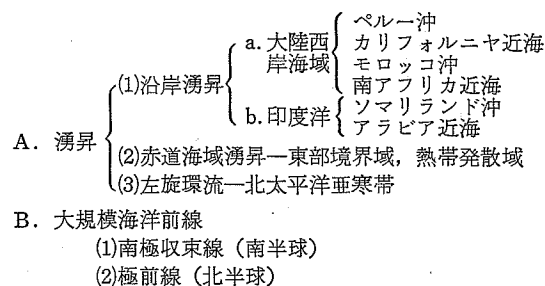 ペルー沖
a.大陸西 カリフォルニヤ近海
岸海域 モロッコ沖
(1)沿岸湧昇 南アフリカ近海
b.印度洋 ソマリランド沖
アラビア近海
A．湧昇
(2)赤道海域湧昇—東部境界域，熱帯発散域
(3)左旋環流—北太平洋亜寒帯
B．大規模海洋前線
(1)南極収束線（南半球）
(2)極前線（北半球）